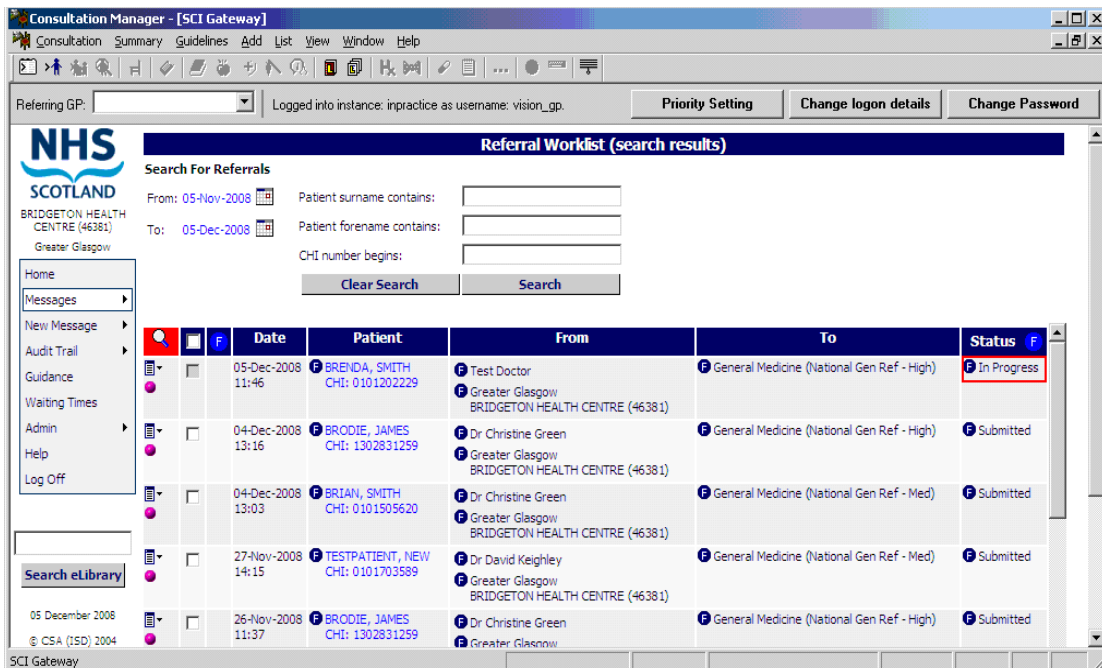 Consultation Manager - [SCI Gateway]
Consultation Summary Guidelines Add List View Window Help
Referring GP: Logged into instance: inpractice as username: vision_gp. Priority Setting Change logon details Change Password
NHS
SCOTLAND
BRIDGETON HEALTH
CENTRE (46381)
Greater Glasgow
Home
Messages
New Message
Audit Trail
Guidance
Waiting Times
Admin
Help
Log Off
Search eLibrary
05 December 2008
© CSA (ISD) 2004
Referral Worklist (search results)
Search For Referrals
From: 05-Nov-2008 Patient surname contains:
To: 05-Dec-2008 Patient forename contains:
CHI number begins:
Clear Search Search
F Date Patient From To Status F
05-Dec-2008 F BRENDA, SMITH F Test Doctor F General Medicine (National Gen Ref - High) F In Progress
11:46 CHI: 0101202229 F Greater Glasgow
BRIDGETON HEALTH CENTRE (46381)
04-Dec-2008 F BRODIE, JAMES F Dr Christine Green F General Medicine (National Gen Ref - High) F Submitted
13:16 CHI: 1302831259 F Greater Glasgow
BRIDGETON HEALTH CENTRE (46381)
04-Dec-2008 F BRIAN, SMITH F Dr Christine Green F General Medicine (National Gen Ref - Med) F Submitted
13:03 CHI: 0101505620 F Greater Glasgow
BRIDGETON HEALTH CENTRE (46381)
27-Nov-2008 F TESTPATIENT, NEW F Dr David Keighley F General Medicine (National Gen Ref - Med) F Submitted
14:15 CHI: 0101703589 F Greater Glasgow
BRIDGETON HEALTH CENTRE (46381)
26-Nov-2008 F BRODIE, JAMES F Dr Christine Green F General Medicine (National Gen Ref - High) F Submitted
11:37 CHI: 1302831259 F Greater Glasgow
SCI Gateway